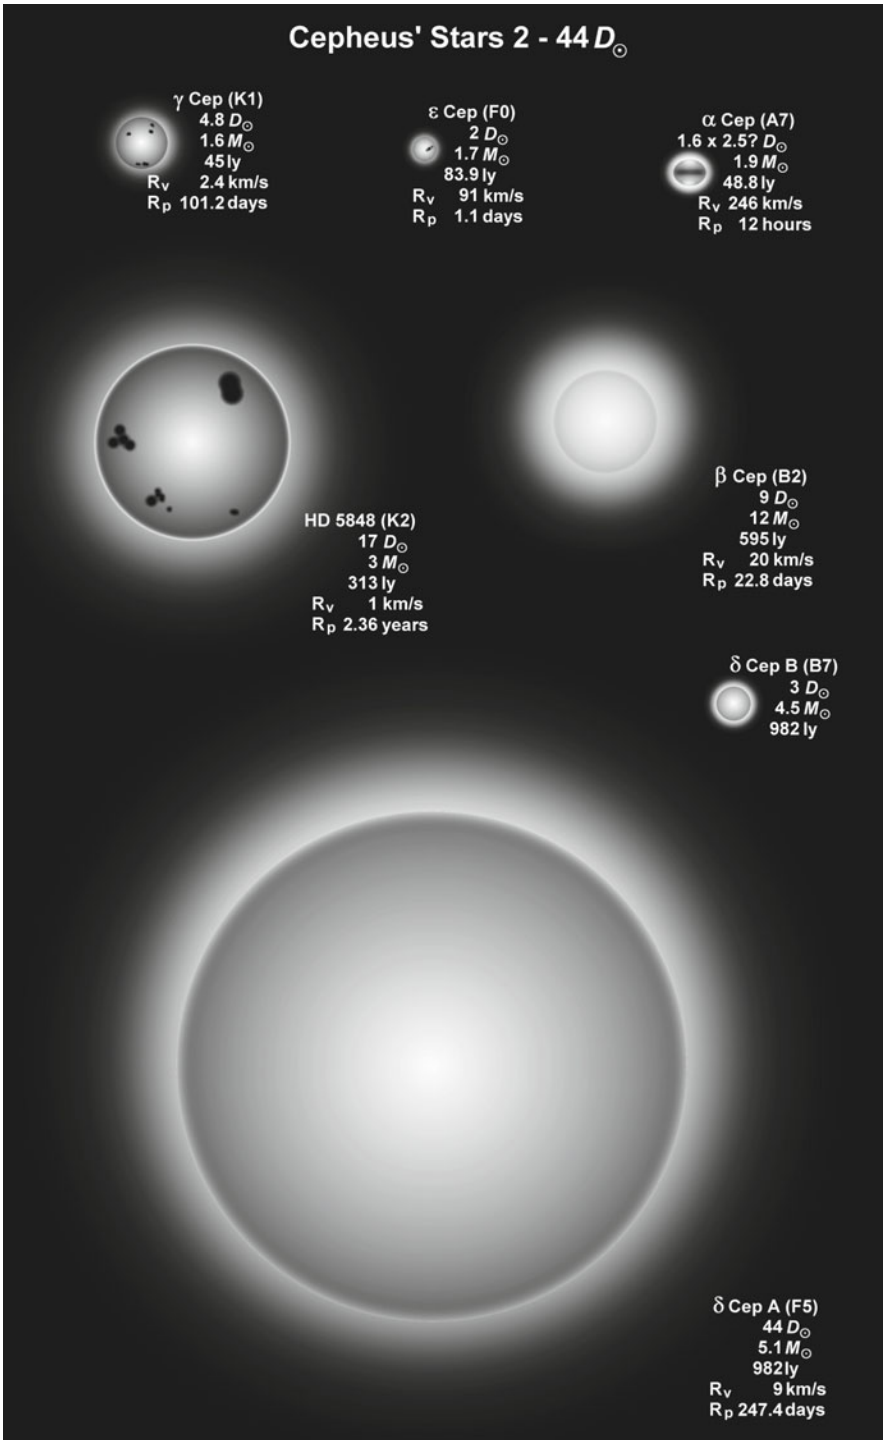 Cepheus' Stars 2 - 44 D☉
γ Cep (K1)
4.8 D☉
1.6 M☉
45 ly
Rv 2.4 km/s
Rp 101.2 days
ε Cep (F0)
2 D☉
1.7 M☉
83.9 ly
Rv 91 km/s
Rp 1.1 days
α Cep (A7)
1.6 x 2.5? D☉
1.9 M☉
48.8 ly
Rv 246 km/s
Rp 12 hours
HD 5848 (K2)
17 D☉
3 M☉
313 ly
Rv 1 km/s
Rp 2.36 years
β Cep (B2)
9 D☉
12 M☉
595 ly
Rv 20 km/s
Rp 22.8 days
δ Cep B (B7)
3 D☉
4.5 M☉
982 ly
δ Cep A (F5)
44 D☉
5.1 M☉
982 ly
Rv 9 km/s
Rp 247.4 days